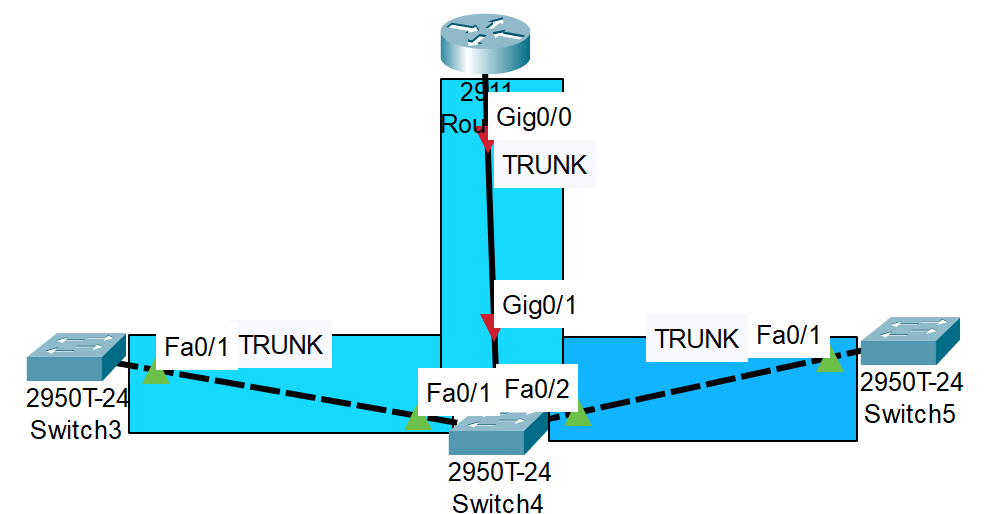 2911
Rou
Gig0/0
TRUNK
Gig0/1
Fa0/1
TRUNK
TRUNK
Fa0/1
Fa0/1
Fa0/2
2950T-24
Switch3
2950T-24
Switch5
2950T-24
Switch4